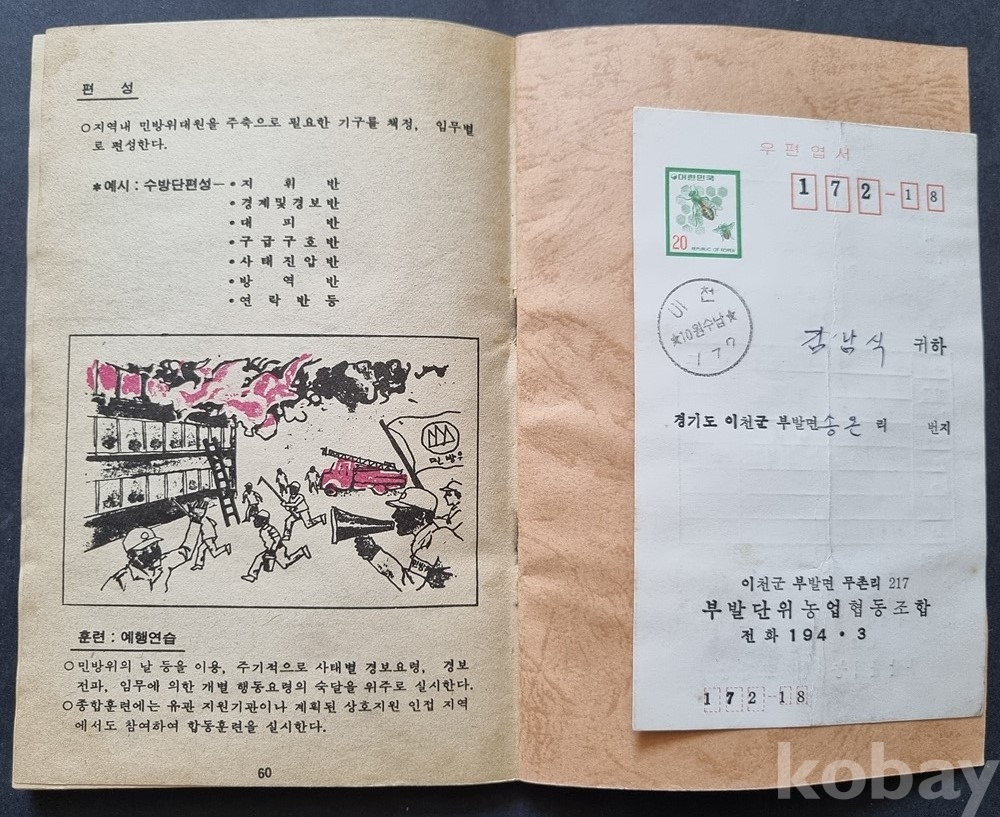 편 성
○지역내 민방위대원을 주축으로 필요한 기구를 책정, 임무별
로 편성한다.
*예시 : 수방단편성— • 지 휘 반
• 경계및경보반
• 대 피 반
• 구급구호반
• 사태진압반
• 방 역 반
• 연 락 반 등
민방위
훈련 : 예행연습
○민방위의 날 등을 이용, 주기적으로 사태별 경보요령, 경보
전파, 임무에 의한 개별 행동요령의 숙달을 위주로 실시한다.
○종합훈련에는 유관 지원기관이나 계획된 상호지원 인접 지역
에서도 참여하여 합동훈련을 실시한다.
60
우편엽서
대한민국
20
REPUBLIC OF KOREA
172-18
이천
★10원수납★
1 7 7
김남식 귀하
경기도 이천군 부발면 송온리 번지
이천군 부발면 무촌리 217
부발단위농업협동조합
전화 194 • 3
172-18
kobay